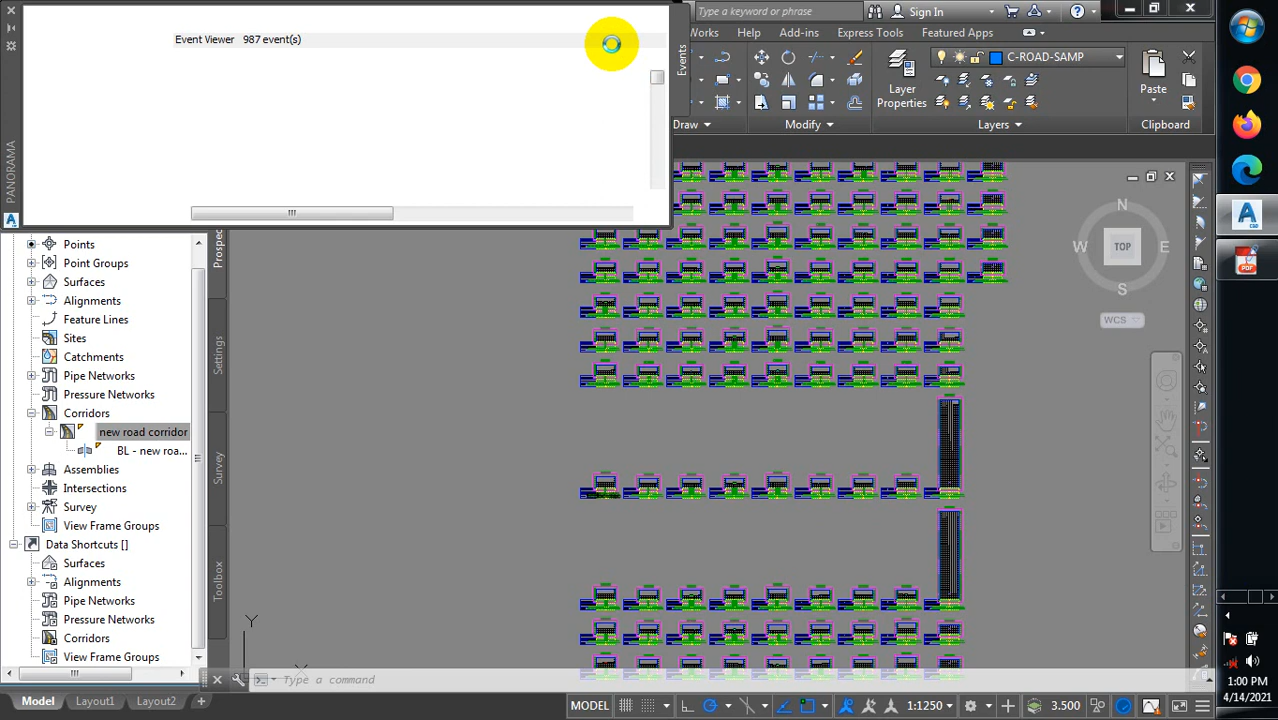 Type a keyword or phrase
Sign In
Event Viewer 987 event(s)
Events
Works Help Add-ins Express Tools Featured Apps
C-ROAD-SAMP
Layer
Properties
Paste
Draw
Modify
Layers
Clipboard
PANORAMA
Prospec
Points
Point Groups
Surfaces
Alignments
Feature Lines
Sites
Catchments
Pipe Networks
Pressure Networks
Corridors
new road corridor
BL - new roa...
Assemblies
Intersections
Survey
View Frame Groups
Data Shortcuts []
Surfaces
Alignments
Pipe Networks
Pressure Networks
Corridors
View Frame Groups
Settings
Survey
Toolbox
N
W
TOP
E
S
WCS
Y
X
Type a command
Model
Layout1
Layout2
MODEL
1:1250
3.500
PDF
1:00 PM
4/14/2021